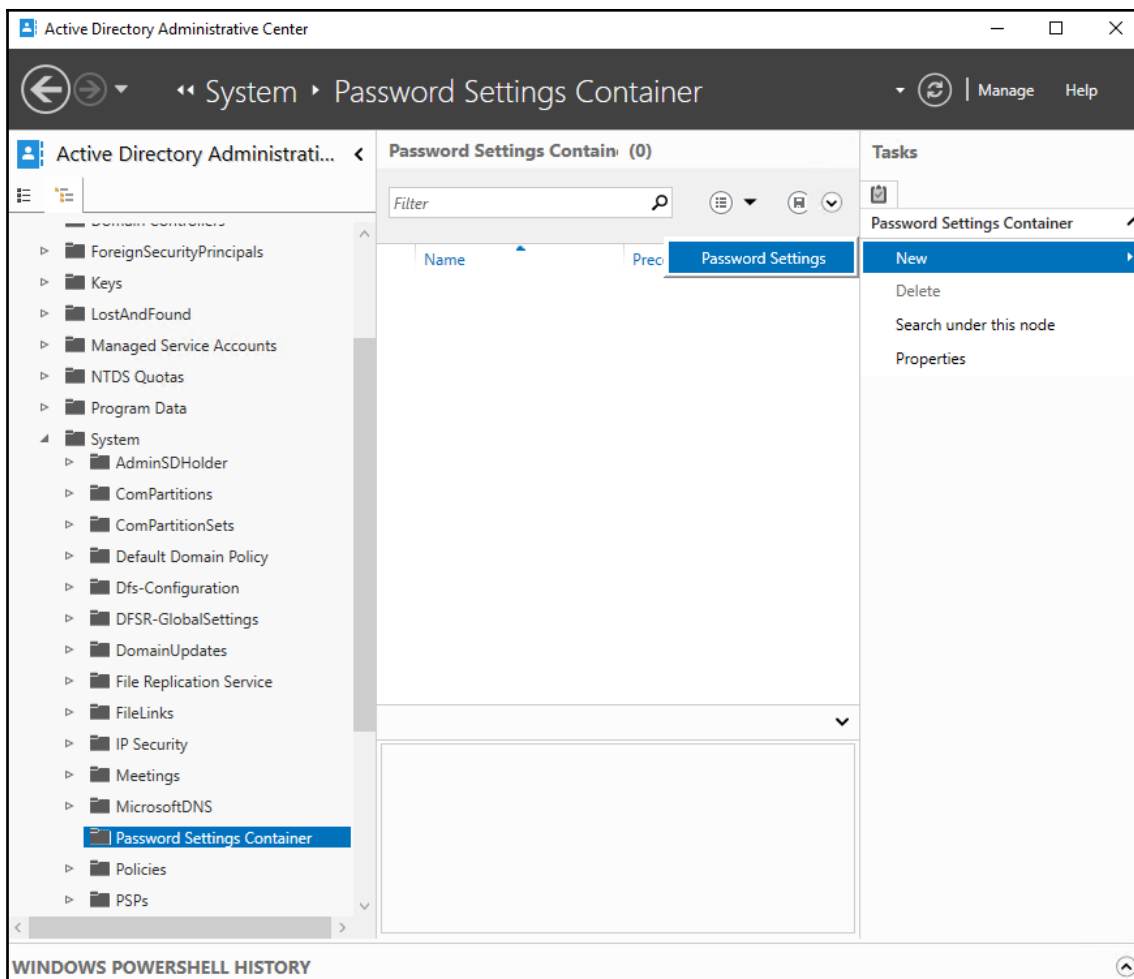 Active Directory Administrative Center
System Password Settings Container
Manage Help
Active Directory Administrati...
Domain Controllers
ForeignSecurityPrincipals
Keys
LostAndFound
Managed Service Accounts
NTDS Quotas
Program Data
System
AdminSDHolder
ComPartitions
ComPartitionSets
Default Domain Policy
Dfs-Configuration
DFSR-GlobalSettings
DomainUpdates
File Replication Service
FileLinks
IP Security
Meetings
MicrosoftDNS
Password Settings Container
Policies
PSPs
Password Settings Contain (0)
Filter
Name Prec
Password Settings
Tasks
Password Settings Container
New
Delete
Search under this node
Properties
WINDOWS POWERSHELL HISTORY